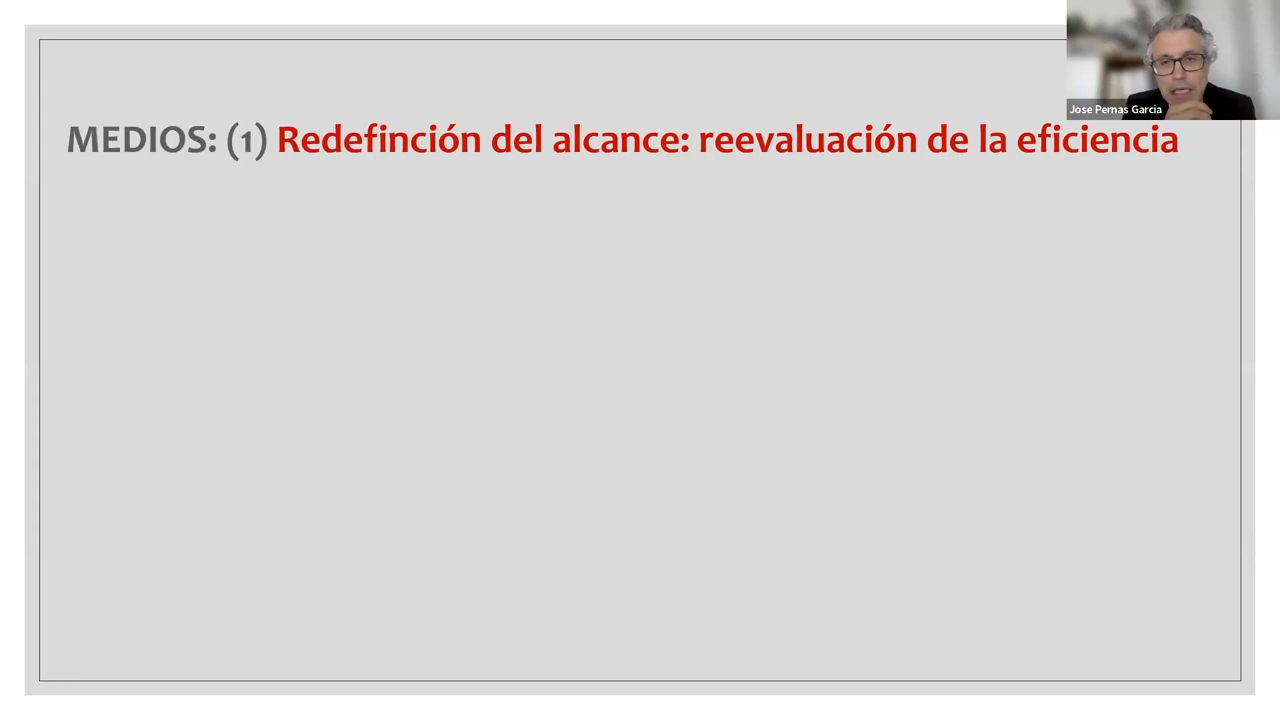 Jose Pernas Garcia
MEDIOS: (1) Redefinción del alcance: reevaluación de la eficiencia